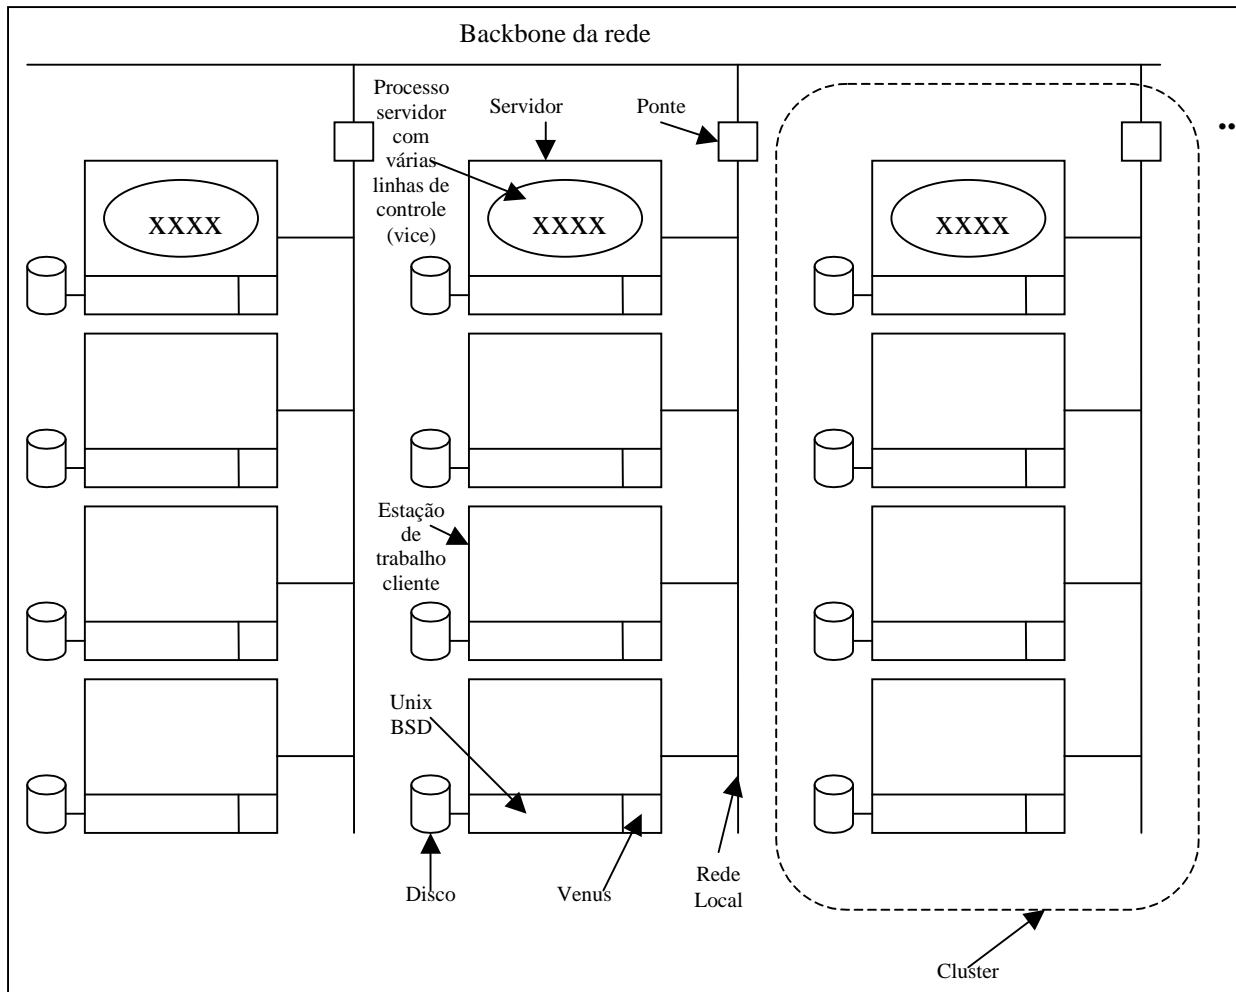 Backbone da rede
Processo
servidor
com
várias
linhas de
controle
(vice)
Servidor
Ponte
XXXX
XXXX
XXXX
Estação
de
trabalho
cliente
Unix
BSD
Disco
Venus
Rede
Local
Cluster